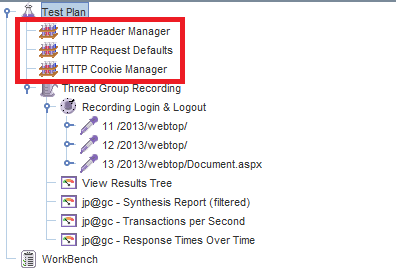 Test Plan
HTTP Header Manager
HTTP Request Defaults
HTTP Cookie Manager
Thread Group Recording
Recording Login & Logout
11 /2013/webtop/
12 /2013/webtop/
13 /2013/webtop/Document.aspx
View Results Tree
jp@gc - Synthesis Report (filtered)
jp@gc - Transactions per Second
jp@gc - Response Times Over Time
WorkBench